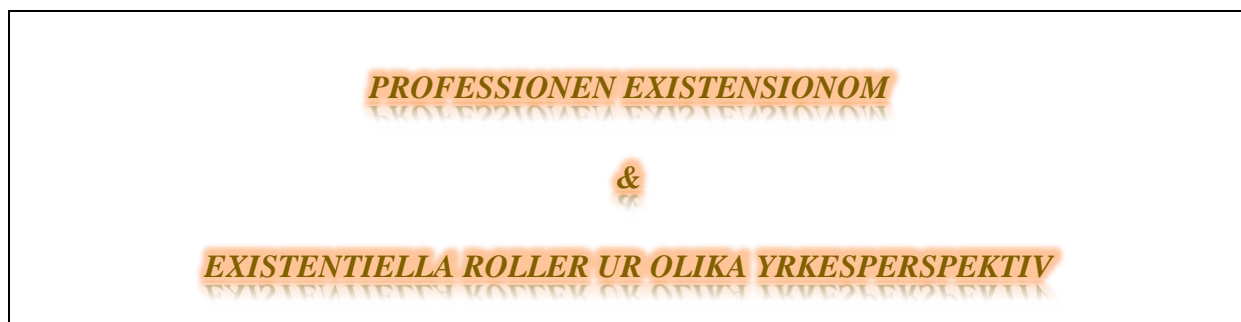 PROFESSIONEN EXISTENSIONOM
&
EXISTENTIELLA ROLLER UR OLIKA YRKESPERSPEKTIV